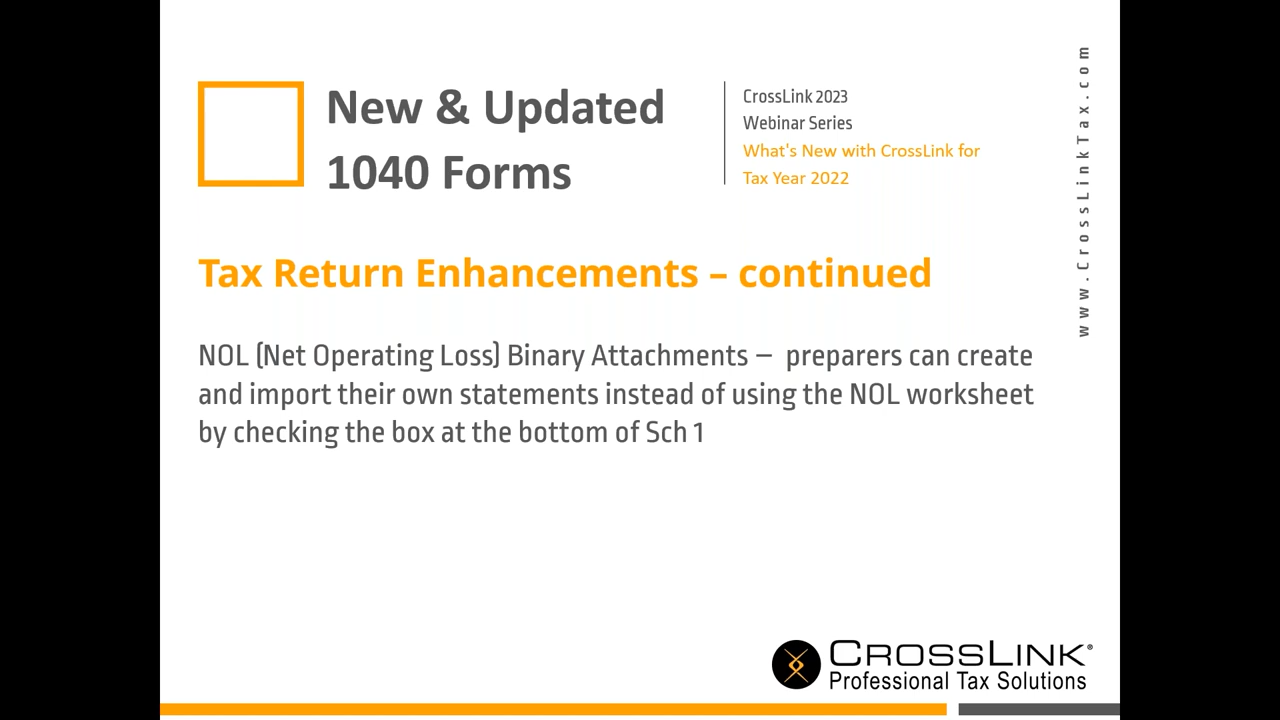 New & Updated
1040 Forms
CrossLink 2023
Webinar Series
What's New with CrossLink for
Tax Year 2022
www.CrossLinkTax.com
Tax Return Enhancements – continued
NOL (Net Operating Loss) Binary Attachments – preparers can create
and import their own statements instead of using the NOL worksheet
by checking the box at the bottom of Sch 1
CROSSLINK®
Professional Tax Solutions